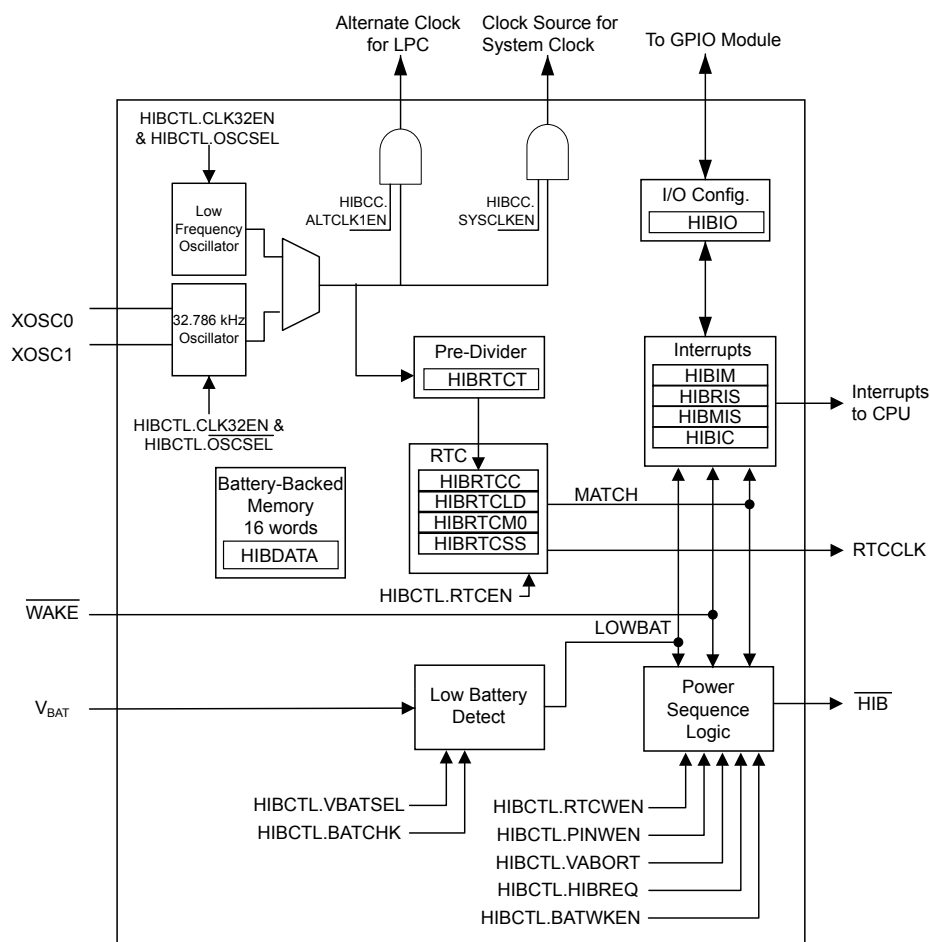 Alternate Clock
for LPC
Clock Source for
System Clock
To GPIO Module
HIBCTL.CLK32EN
& HIBCTL.OSCSEL
Low
Frequency
Oscillator
HIBCC.
ALTCLK1EN
HIBCC.
SYSCLKEN
I/O Config.
HIBIO
XOSC0
XOSC1
32.786 kHz
Oscillator
Pre-Divider
HIBRTCT
Interrupts
HIBIM
HIBRIS
HIBMIS
HIBIC
Interrupts
to CPU
HIBCTL.CLK32EN &
HIBCTL.OSCSEL
Battery-Backed
Memory
16 words
HIBDATA
RTC
HIBRTCC
HIBRTCLD
HIBRTCM0
HIBRTCSS
MATCH
RTCCLK
HIBCTL.RTCEN
WAKE
LOWBAT
VBAT
Low Battery
Detect
Power
Sequence
Logic
HIB
HIBCTL.VBATSEL
HIBCTL.BATCHK
HIBCTL.RTCWEN
HIBCTL.PINWEN
HIBCTL.VABORT
HIBCTL.HIBREQ
HIBCTL.BATWKEN